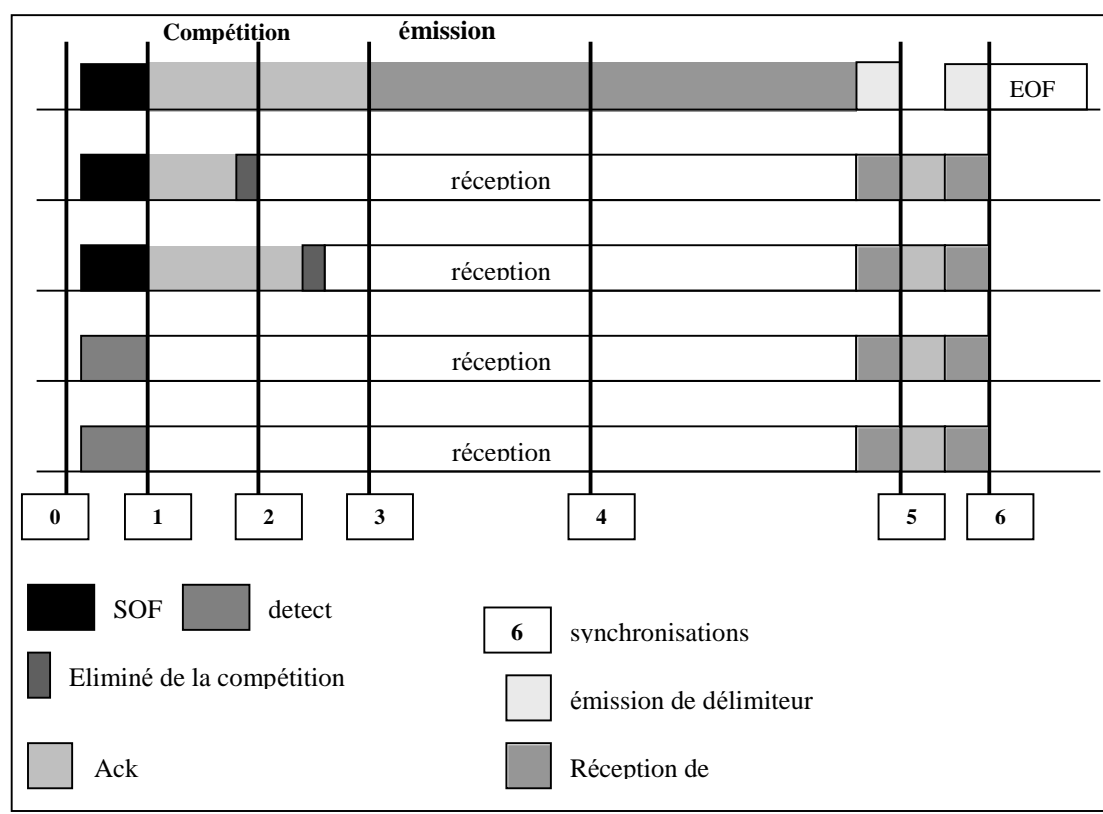 Compétition émission
EOF
réception
réception
réception
réception
0 1 2 3 4 5 6
SOF detect
6 synchronisations
Eliminé de la compétition
émission de délimiteur
Ack
Réception de